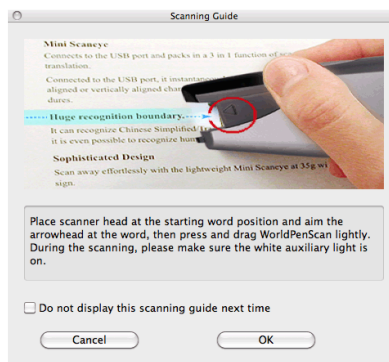 Scanning Guide
Mini Scaneye
Connects to the USB port and packs in a 3 in 1 function of
translation.
Connected to the USB port, it
aligned or vertically aligned
dures.
Huge recognition boundary.
It can recognize Chinese Simplified/
it is even possible to recognize
Sophisticated Design
Scan away effortlessly with the lightweight Mini Scaneye at 35g
sign.
Place scanner head at the starting word position and aim the
arrowhead at the word, then press and drag WorldPenScan lightly.
During the scanning, please make sure the white auxiliary light is
on.
Do not display this scanning guide next time
Cancel
OK